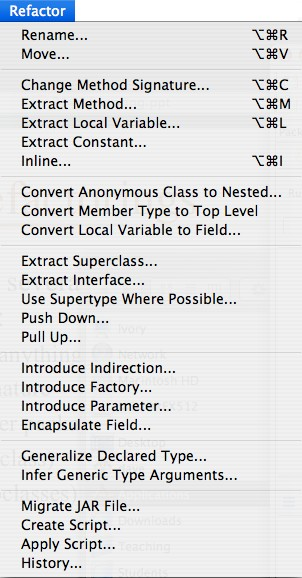 Refactor
Rename... ⌥⌘R
Move... ⌥⌘V
Change Method Signature... ⌥⌘C
Extract Method... ⌥⌘M
Extract Local Variable... ⌥⌘L
Extract Constant...
Inline... ⌥⌘I
Convert Anonymous Class to Nested...
Convert Member Type to Top Level
Convert Local Variable to Field...
Extract Superclass...
Extract Interface...
Use Supertype Where Possible...
Push Down...
Pull Up...
Introduce Indirection...
Introduce Factory...
Introduce Parameter...
Encapsulate Field...
Generalize Declared Type...
Infer Generic Type Arguments...
Migrate JAR File...
Create Script...
Apply Script...
History...